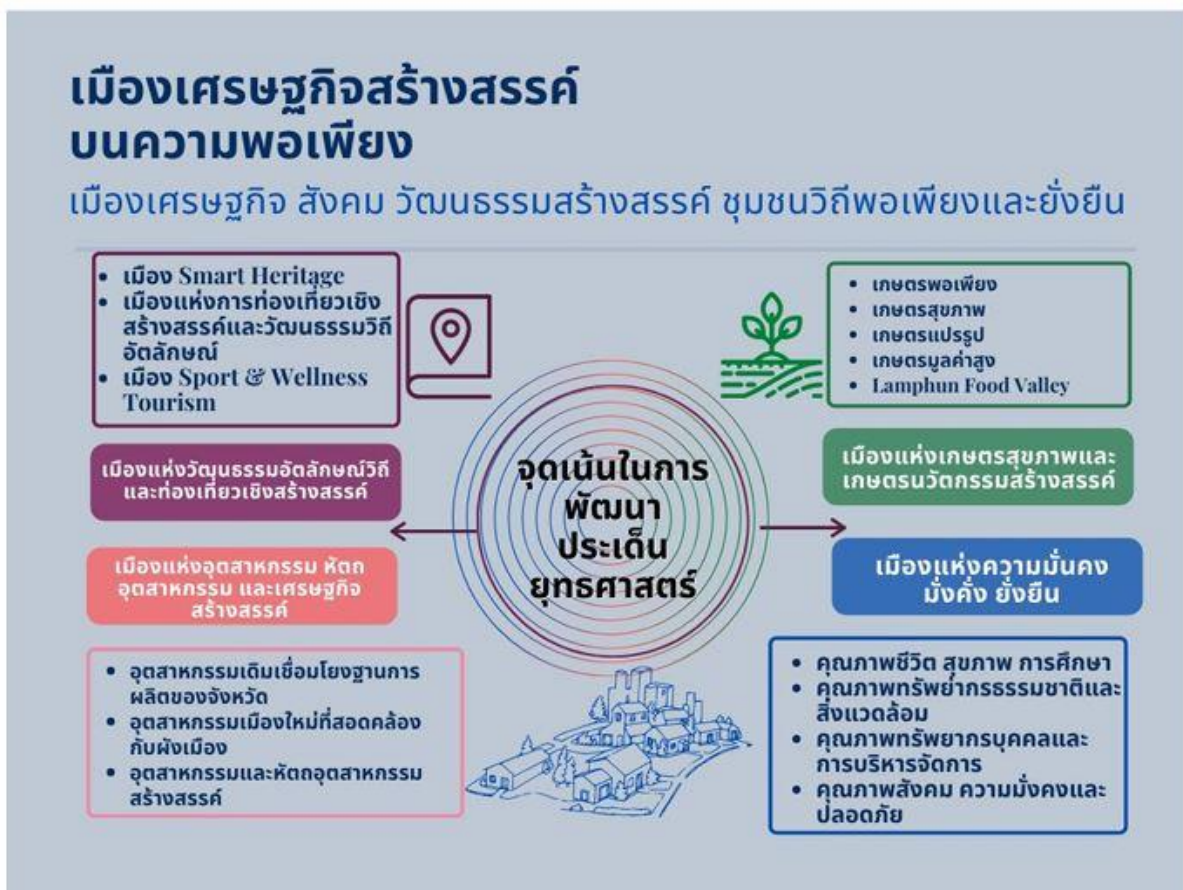 เมืองเศรษฐกิจสร้างสรรค์
บนความพอเพียง
เมืองเศรษฐกิจ สังคม วัฒนธรรมสร้างสรรค์ ชุมชนวิถีพอเพียงและยั่งยืน
• เมือง Smart Heritage
• เมืองแห่งการท่องเที่ยวเชิง
สร้างสรรค์และวัฒนธรรมวิถี
อัตลักษณ์
• เมือง Sport & Wellness
Tourism
เมืองแห่งวัฒนธรรมอัตลักษณ์วิถี
และท่องเที่ยวเชิงสร้างสรรค์
เมืองแห่งอุตสาหกรรม หัตถ
อุตสาหกรรม และเศรษฐกิจ
สร้างสรรค์
• อุตสาหกรรมเดิมเชื่อมโยงฐานการ
ผลิตของจังหวัด
• อุตสาหกรรมเมืองใหม่ที่สอดคล้อง
กับผังเมือง
• อุตสาหกรรมและหัตถอุตสาหกรรม
สร้างสรรค์
จุดเน้นในการ
พัฒนา
ประเด็น
ยุทธศาสตร์
• เกษตรพอเพียง
• เกษตรสุขภาพ
• เกษตรแปรรูป
• เกษตรมูลค่าสูง
• Lamphun Food Valley
เมืองแห่งเกษตรสุขภาพและ
เกษตรนวัตกรรมสร้างสรรค์
เมืองแห่งความมั่นคง
มั่งคั่ง ยั่งยืน
• คุณภาพชีวิต สุขภาพ การศึกษา
• คุณภาพทรัพยากรธรรมชาติและ
สิ่งแวดล้อม
• คุณภาพทรัพยากรบุคคลและ
การบริหารจัดการ
• คุณภาพสังคม ความมั่งคงและ
ปลอดภัย